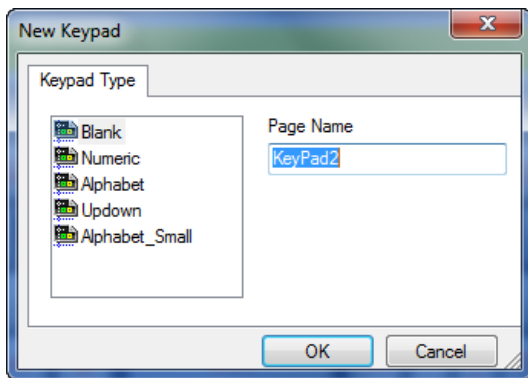 New Keypad
Keypad Type
Blank
Numeric
Alphabet
Updown
Alphabet_Small
Page Name
KeyPad2
OK
Cancel